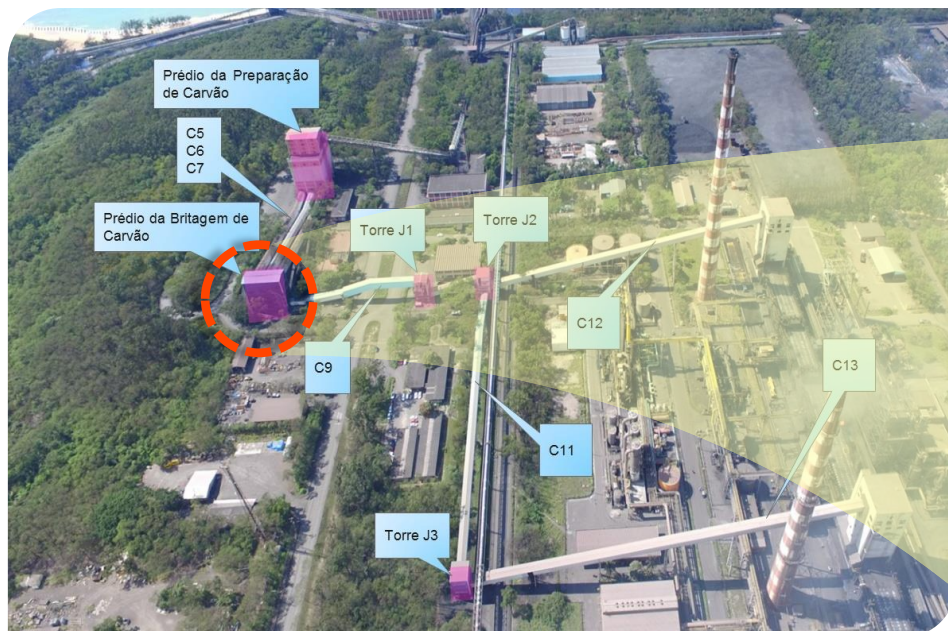 Prédio da Preparação
de Carvão
C5
C6
C7
Prédio da Britagem de
Carvão
Torre J1
Torre J2
C12
C9
C13
C11
Torre J3